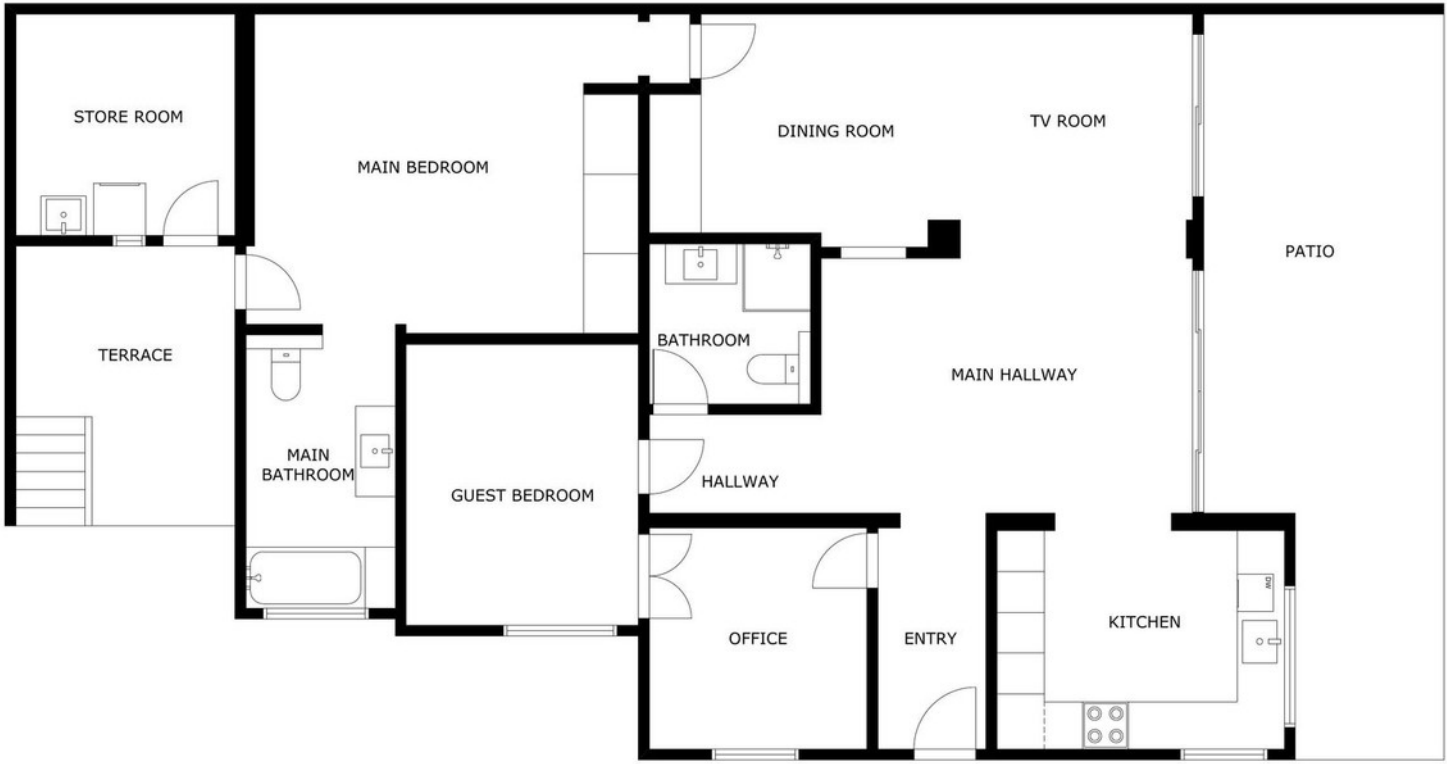 STORE ROOM
MAIN BEDROOM
DINING ROOM
TV ROOM
PATIO
TERRACE
BATHROOM
MAIN HALLWAY
MAIN
BATHROOM
GUEST BEDROOM
HALLWAY
DW
OFFICE
ENTRY
KITCHEN